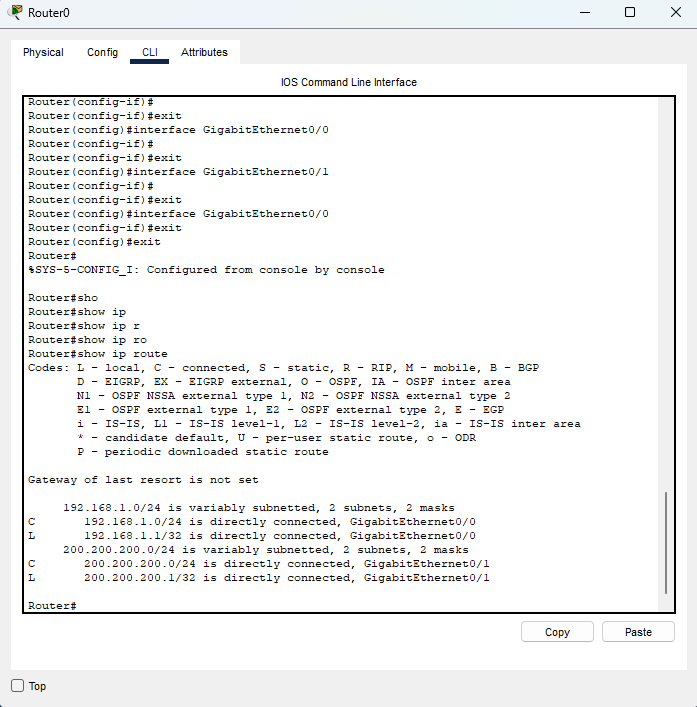 Router0
Physical Config CLI Attributes
IOS Command Line Interface
Router(config-if)#
Router(config-if)#exit
Router(config)#interface GigabitEthernet0/0
Router(config-if)#
Router(config-if)#exit
Router(config)#interface GigabitEthernet0/1
Router(config-if)#
Router(config-if)#exit
Router(config)#interface GigabitEthernet0/0
Router(config-if)#exit
Router(config)#exit
Router#
%SYS-5-CONFIG_I: Configured from console by console
Router#sho
Router#show ip
Router#show ip r
Router#show ip ro
Router#show ip route
Codes: L - local, C - connected, S - static, R - RIP, M - mobile, B - BGP
D - EIGRP, EX - EIGRP external, O - OSPF, IA - OSPF inter area
N1 - OSPF NSSA external type 1, N2 - OSPF NSSA external type 2
E1 - OSPF external type 1, E2 - OSPF external type 2, E - EGP
i - IS-IS, L1 - IS-IS level-1, L2 - IS-IS level-2, ia - IS-IS inter area
* - candidate default, U - per-user static route, o - ODR
P - periodic downloaded static route
Gateway of last resort is not set
192.168.1.0/24 is variably subnetted, 2 subnets, 2 masks
C 192.168.1.0/24 is directly connected, GigabitEthernet0/0
L 192.168.1.1/32 is directly connected, GigabitEthernet0/0
200.200.200.0/24 is variably subnetted, 2 subnets, 2 masks
C 200.200.200.0/24 is directly connected, GigabitEthernet0/1
L 200.200.200.1/32 is directly connected, GigabitEthernet0/1
Router#
Copy Paste
Top